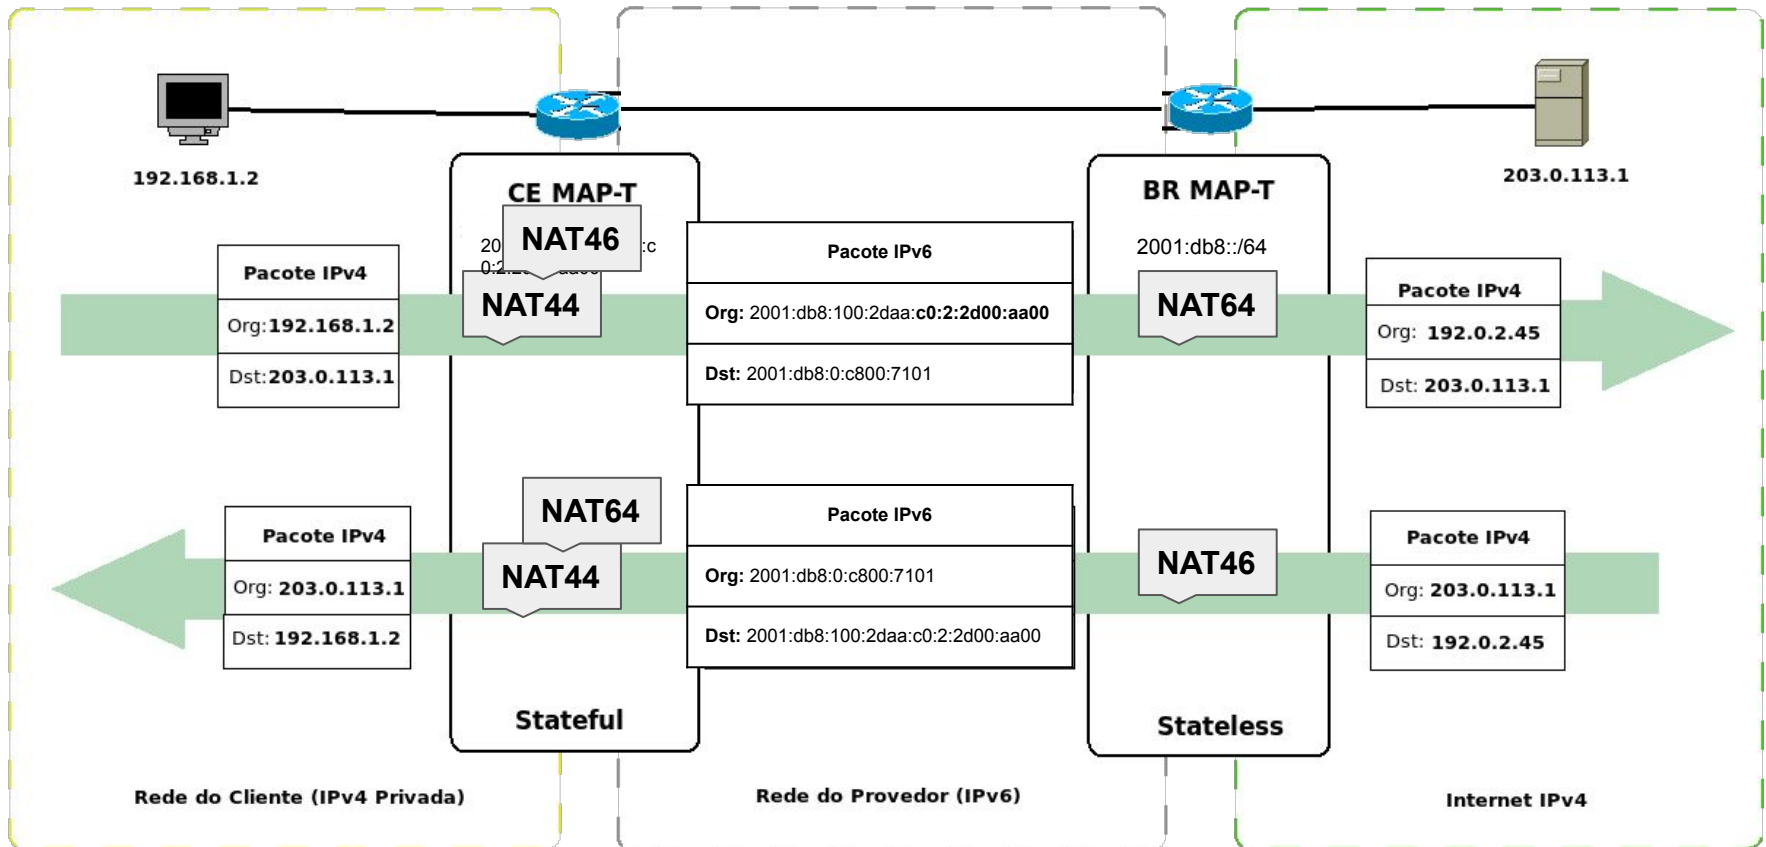 192.168.1.2
203.0.113.1
CE MAP-T
NAT46
NAT44
BR MAP-T
2001:db8::/64
NAT64
Pacote IPv4
Org:192.168.1.2
Dst:203.0.113.1
Pacote IPv6
Org: 2001:db8:100:2daa:c0:2:2d00:aa00
Dst: 2001:db8:0:c800:7101
Pacote IPv4
Org: 192.0.2.45
Dst: 203.0.113.1
NAT64
NAT44
NAT46
Pacote IPv4
Org: 203.0.113.1
Dst: 192.168.1.2
Pacote IPv6
Org: 2001:db8:0:c800:7101
Dst: 2001:db8:100:2daa:c0:2:2d00:aa00
Pacote IPv4
Org: 203.0.113.1
Dst: 192.0.2.45
Stateful
Stateless
Rede do Cliente (IPv4 Privada)
Rede do Provedor (IPv6)
Internet IPv4